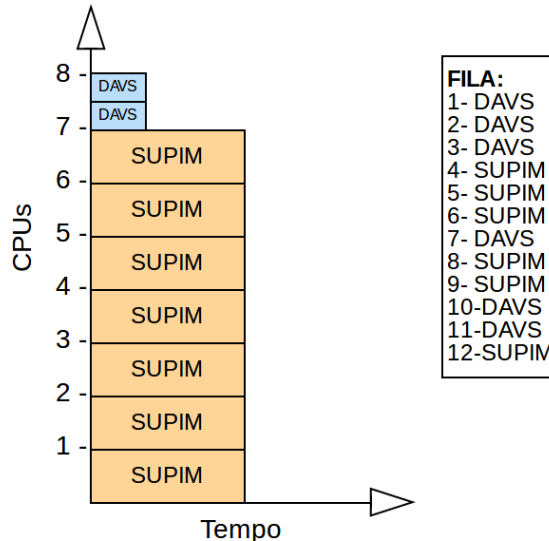 8 -
DAVS
DAVS
7 -
SUPIM
6 -
SUPIM
5 -
SUPIM
4 -
SUPIM
3 -
SUPIM
2 -
SUPIM
1 -
SUPIM
CPUs
Tempo
FILA:
1- DAVS
2- DAVS
3- DAVS
4- SUPIM
5- SUPIM
6- SUPIM
7- DAVS
8- SUPIM
9- SUPIM
10-DAVS
11-DAVS
12-SUPIM